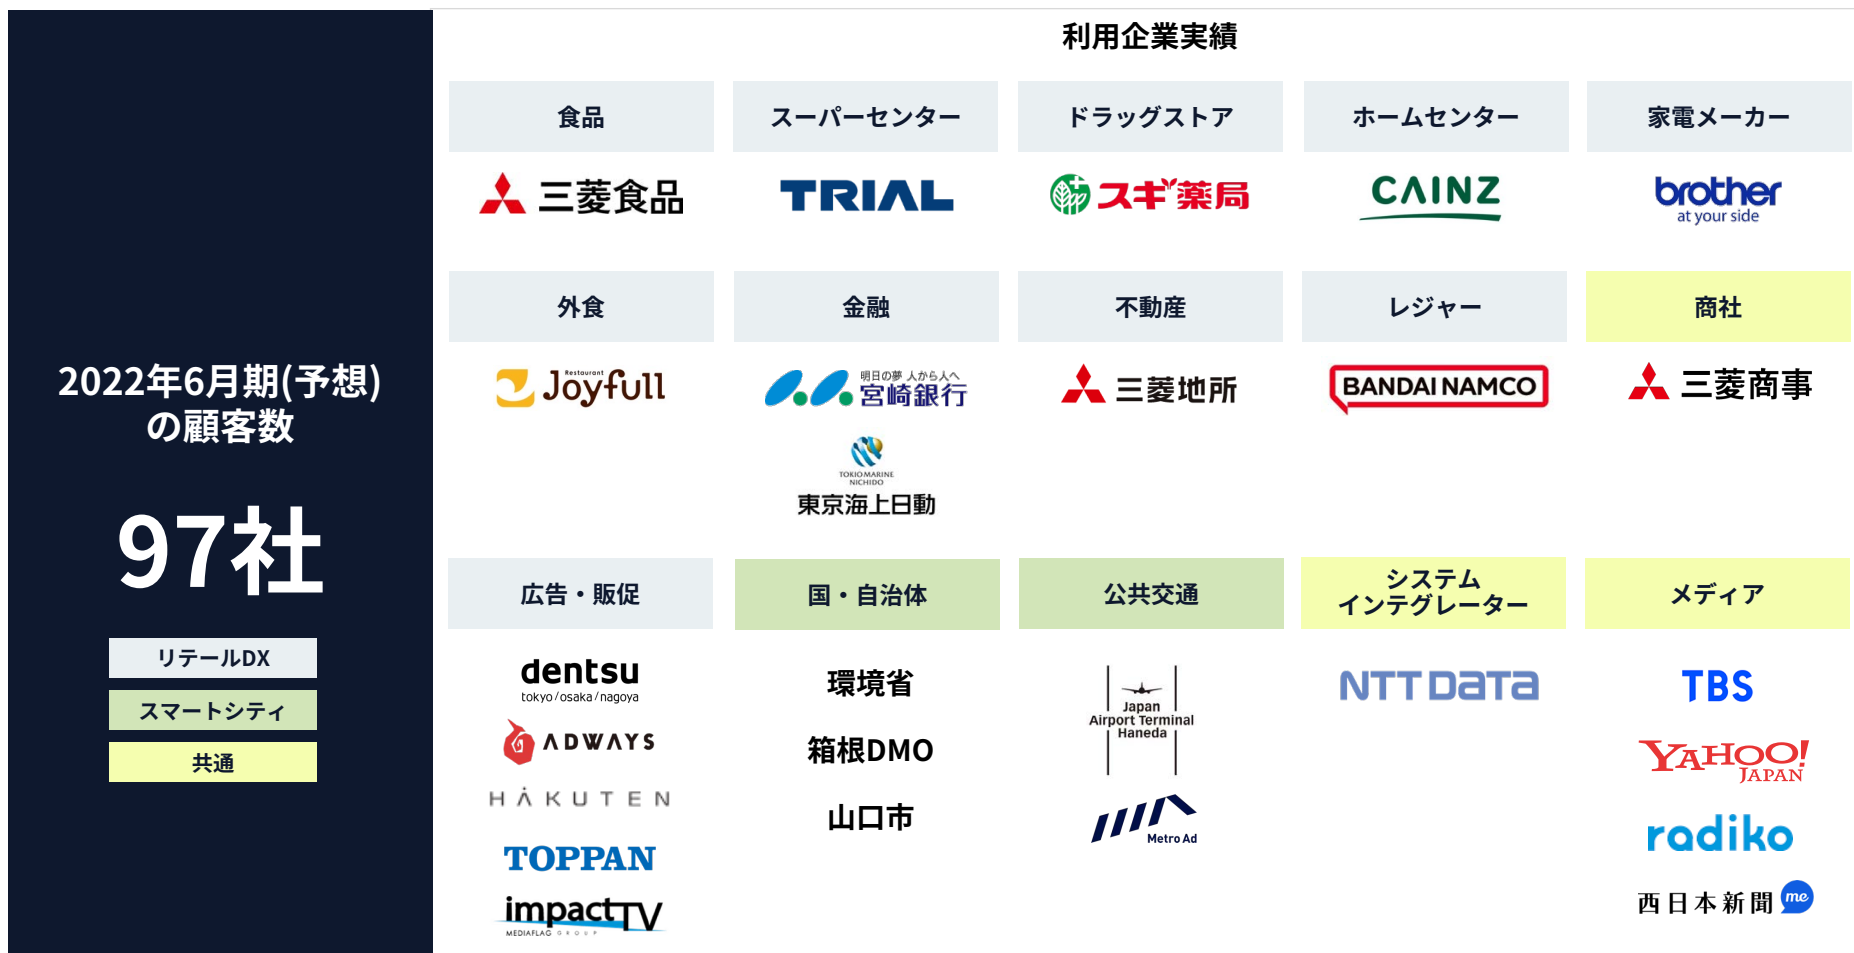 利用企業実績
2022年6月期(予想)
の顧客数
97社
リテールDX
スマートシティ
共通
食品
スーパーセンター
ドラッグストア
ホームセンター
家電メーカー
三菱食品
TRIAL
スギ薬局
CAINZ
brother
at your side
外食
金融
不動産
レジャー
商社
Restaurant
Joyfull
明日の夢 人から人へ
宮崎銀行
TOKIO MARINE
NICHIDO
東京海上日動
三菱地所
BANDAI NAMCO
三菱商事
広告・販促
国・自治体
公共交通
システム
インテグレーター
メディア
dentsu
tokyo/osaka/nagoya
ADWAYS
HAKUTEN
TOPPAN
impactTV
MEDIAFLAG GROUP
環境省
箱根DMO
山口市
Japan
Airport Terminal
Haneda
Metro Ad
NTT DATA
TBS
YAHOO!
JAPAN
radiko
西日本新聞 me